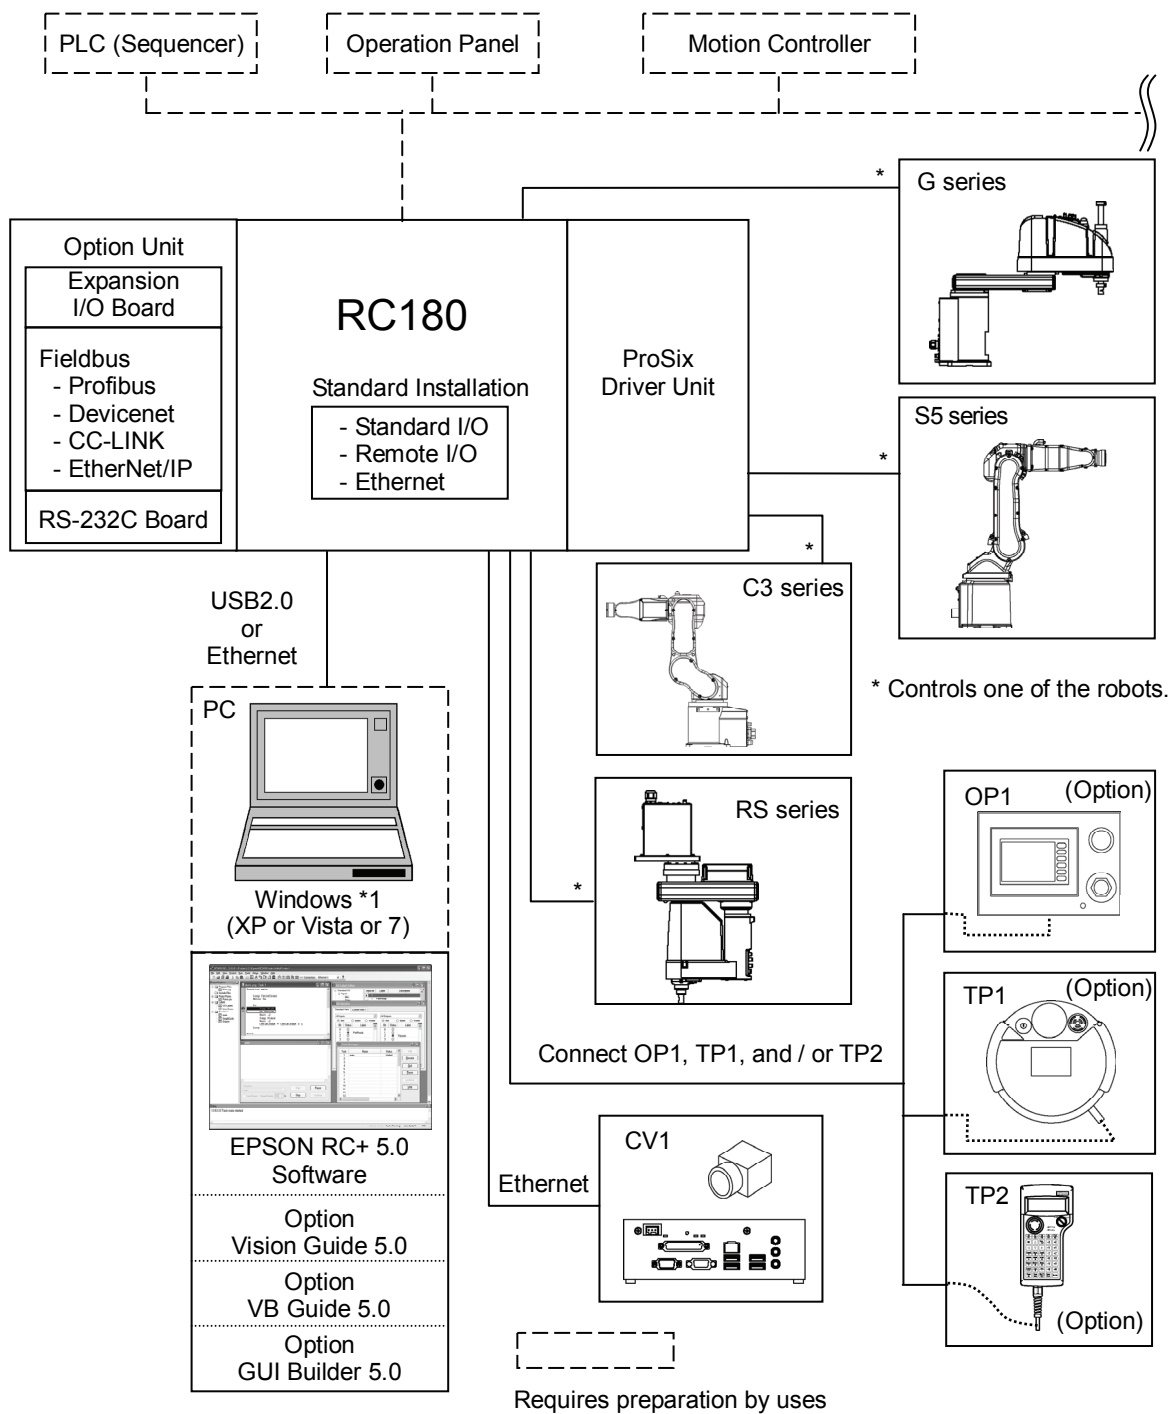 PLC (Sequencer)
Operation Panel
Motion Controller
*
G series
Option Unit
Expansion
I/O Board
Fieldbus
- Profibus
- Devicenet
- CC-LINK
- EtherNet/IP
RS-232C Board
RC180
Standard Installation
- Standard I/O
- Remote I/O
- Ethernet
ProSix
Driver Unit
*
S5 series
*
C3 series
* Controls one of the robots.
USB2.0
or
Ethernet
PC
Windows *1
(XP or Vista or 7)
*
RS series
OP1
(Option)
TP1
(Option)
Connect OP1, TP1, and / or TP2
TP2
(Option)
Ethernet
CV1
EPSON RC+ 5.0
Software
Option
Vision Guide 5.0
Option
VB Guide 5.0
Option
GUI Builder 5.0
Requires preparation by uses